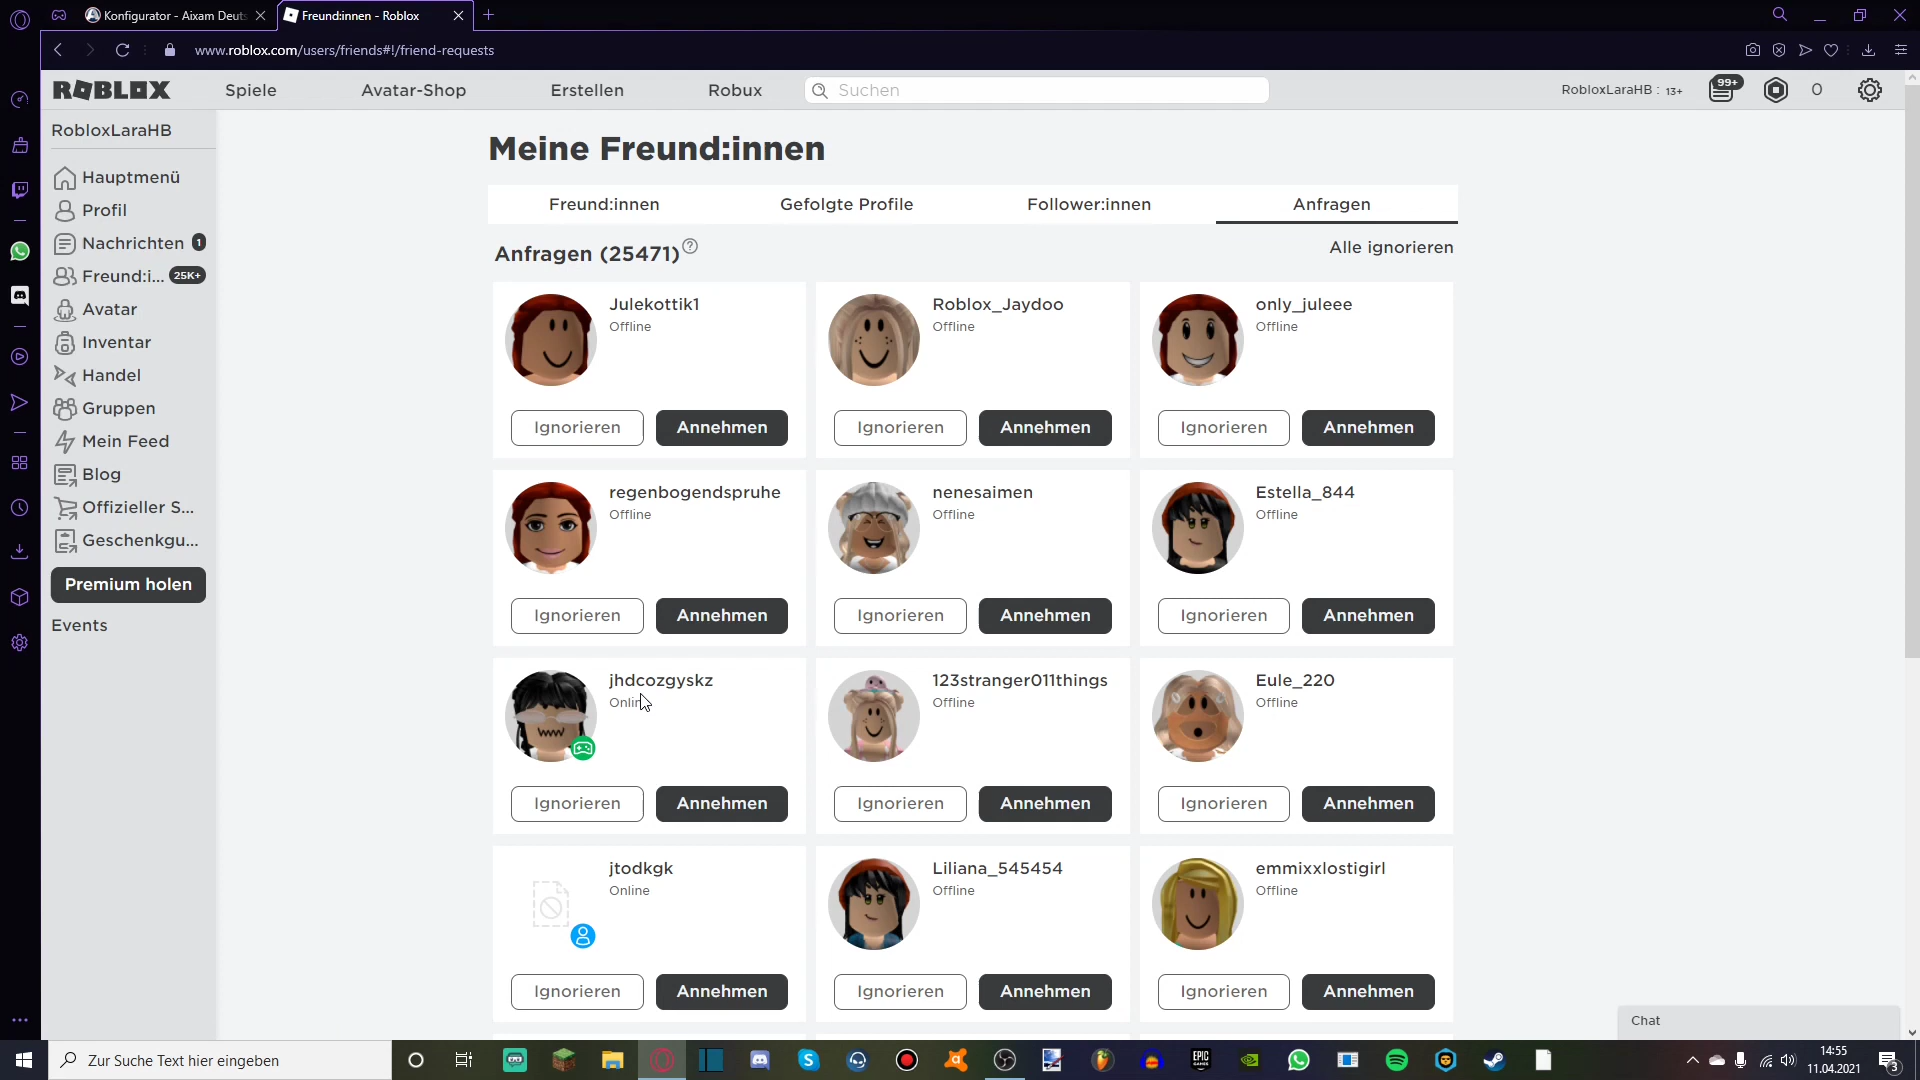 Konfigurator - Aixam Deuts
Freund:innen - Roblox
www.roblox.com/users/friends#!/friend-requests
ROBLOX
Spiele
Avatar-Shop
Erstellen
Robux
Suchen
RobloxLaraHB : 13+
99+
0
RobloxLaraHB
Hauptmenü
Profil
Nachrichten 1
Freund:i... 25K+
Avatar
Inventar
Handel
Gruppen
Mein Feed
Blog
Offizieller S...
Geschenkgu...
Premium holen
Events
Meine Freund:innen
Freund:innen
Gefolgte Profile
Follower:innen
Anfragen
Anfragen (25471) ?
Alle ignorieren
Julekottik1
Offline
Ignorieren
Annehmen
Roblox_Jaydoo
Offline
Ignorieren
Annehmen
only_juleee
Offline
Ignorieren
Annehmen
regenbogendspruhe
Offline
Ignorieren
Annehmen
nenesaimen
Offline
Ignorieren
Annehmen
Estella_844
Offline
Ignorieren
Annehmen
jhdcozgyskz
Online
Ignorieren
Annehmen
123stranger011things
Offline
Ignorieren
Annehmen
Eule_220
Offline
Ignorieren
Annehmen
jtodkgk
Online
Ignorieren
Annehmen
Liliana_545454
Offline
Ignorieren
Annehmen
emmixxlostigirl
Offline
Ignorieren
Annehmen
Chat
Zur Suche Text hier eingeben
EPIC GAMES
14:55
11.04.2021
3